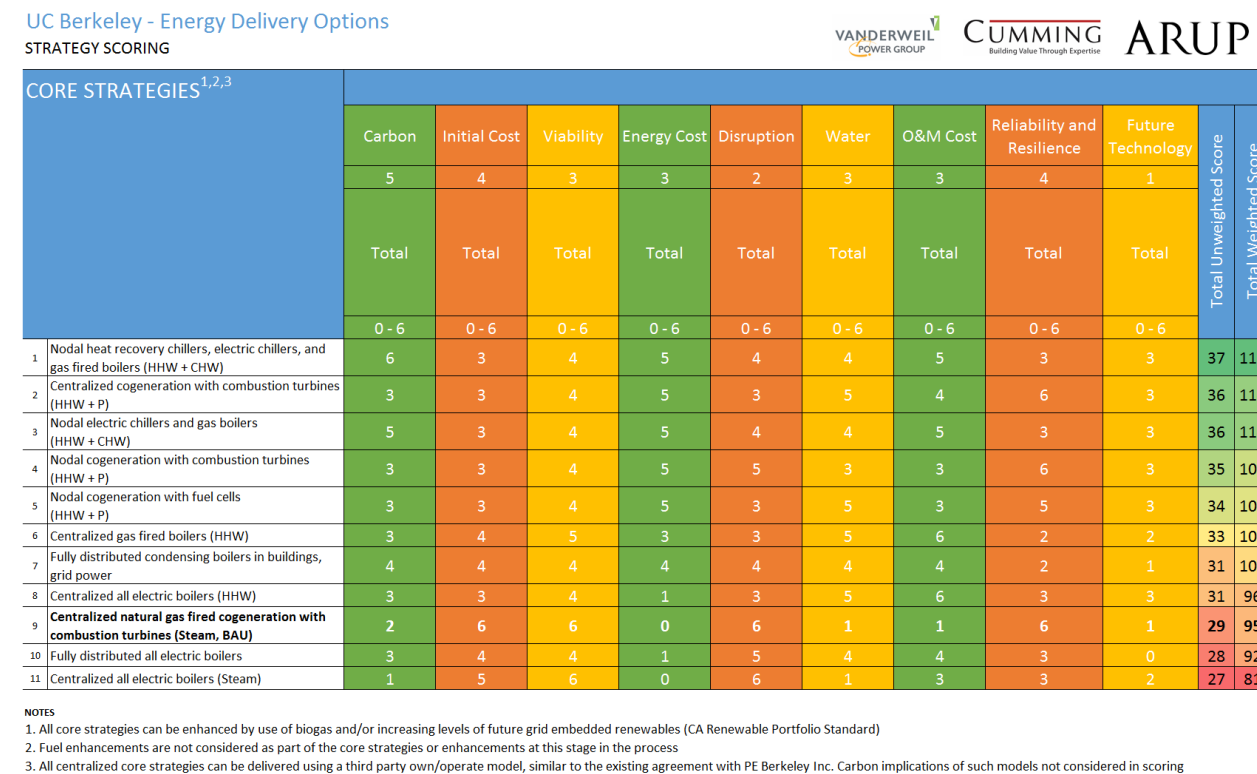 UC Berkeley - Energy Delivery Options
STRATEGY SCORING
VANDERWEIL
POWER GROUP
CUMMING
Building Value Through Expertise
ARUP
CORE STRATEGIES1,2,3
Carbon Initial Cost Viability Energy Cost Disruption Water O&M Cost Reliability and Resilience Future Technology Total Unweighted Score Total Weighted Score
5 4 3 3 2 3 3 4 1
Total Total Total Total Total Total Total Total Total
0 - 6 0 - 6 0 - 6 0 - 6 0 - 6 0 - 6 0 - 6 0 - 6 0 - 6
1 Nodal heat recovery chillers, electric chillers, and
gas fired boilers (HHW + CHW) 6 3 4 5 4 4 5 3 3 37 11
2 Centralized cogeneration with combustion turbines
(HHW + P) 3 3 4 5 3 5 4 6 3 36 11
3 Nodal electric chillers and gas boilers
(HHW + CHW) 5 3 4 5 4 4 5 3 3 36 11
4 Nodal cogeneration with combustion turbines
(HHW + P) 3 3 4 5 5 3 3 6 3 35 10
5 Nodal cogeneration with fuel cells
(HHW + P) 3 3 4 5 3 5 3 5 3 34 10
6 Centralized gas fired boilers (HHW) 3 4 5 3 3 5 6 2 2 33 10
7 Fully distributed condensing boilers in buildings,
grid power 4 4 4 4 4 4 4 2 1 31 10
8 Centralized all electric boilers (HHW) 3 3 4 1 3 5 6 3 3 31 96
9 Centralized natural gas fired cogeneration with
combustion turbines (Steam, BAU) 2 6 6 0 6 1 1 6 1 29 95
10 Fully distributed all electric boilers 3 4 4 1 5 4 4 3 0 28 92
11 Centralized all electric boilers (Steam) 1 5 6 0 6 1 3 3 2 27 81
NOTES
1. All core strategies can be enhanced by use of biogas and/or increasing levels of future grid embedded renewables (CA Renewable Portfolio Standard)
2. Fuel enhancements are not considered as part of the core strategies or enhancements at this stage in the process
3. All centralized core strategies can be delivered using a third party own/operate model, similar to the existing agreement with PE Berkeley Inc. Carbon implications of such models not considered in scoring